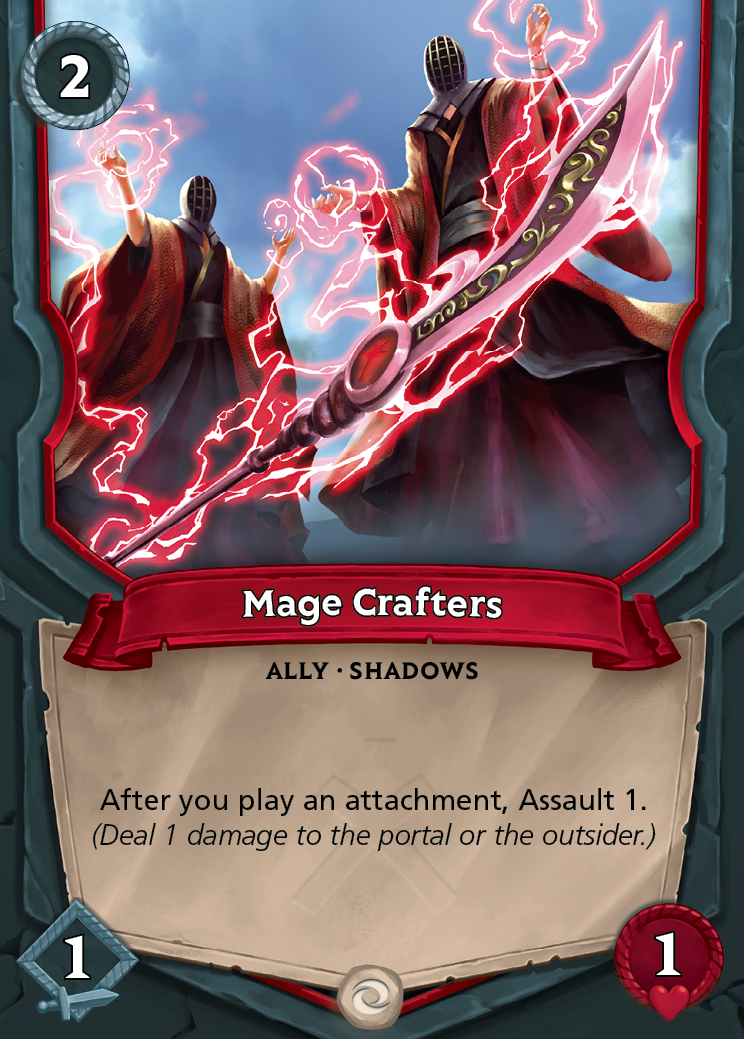 2
Mage Crafters
ALLY · SHADOWS
After you play an attachment, Assault 1.
(Deal 1 damage to the portal or the outsider.)
1
1